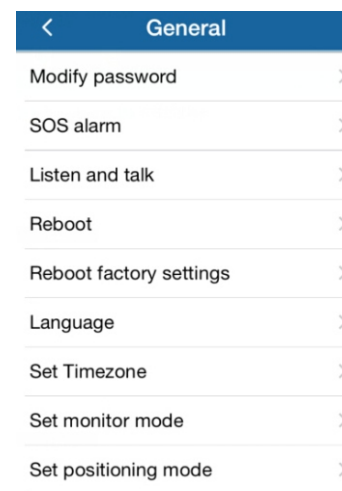 General
Modify password
SOS alarm
Listen and talk
Reboot
Reboot factory settings
Language
Set Timezone
Set monitor mode
Set positioning mode